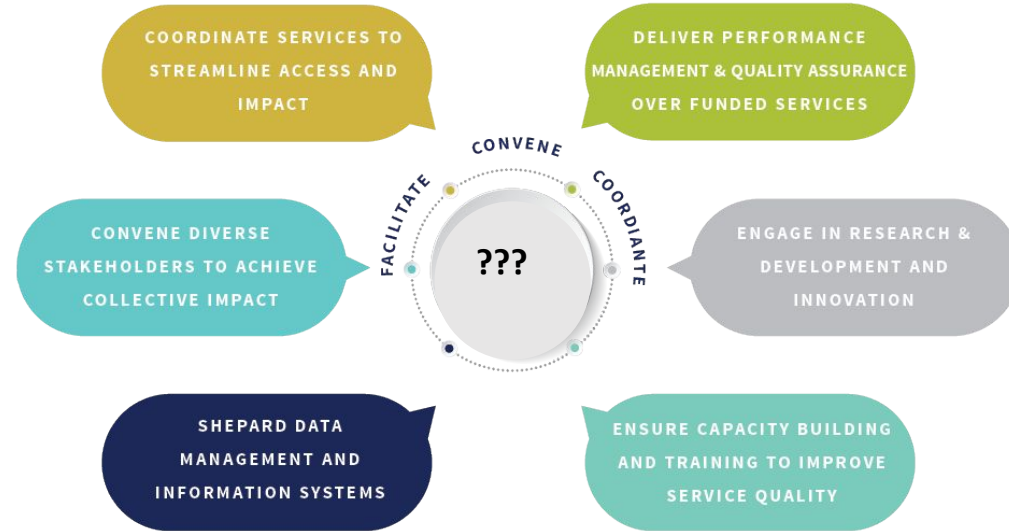 COORDINATE SERVICES TO
STREAMLINE ACCESS AND
IMPACT
DELIVER PERFORMANCE
MANAGEMENT & QUALITY ASSURANCE
OVER FUNDED SERVICES
FACILITATE
CONVENE
COORDIANTE
CONVENE DIVERSE
STAKEHOLDERS TO ACHIEVE
COLLECTIVE IMPACT
???
ENGAGE IN RESEARCH &
DEVELOPMENT AND
INNOVATION
SHEPARD DATA
MANAGEMENT AND
INFORMATION SYSTEMS
ENSURE CAPACITY BUILDING
AND TRAINING TO IMPROVE
SERVICE QUALITY